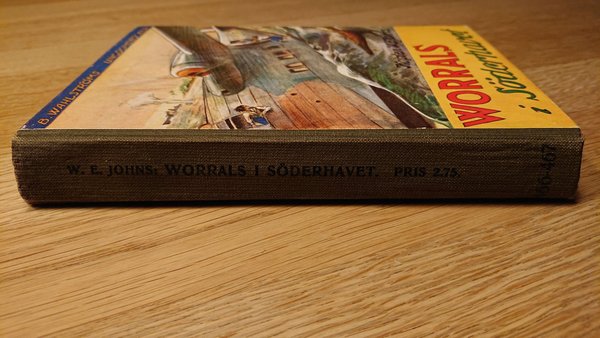 B. WAHLSTRÖMS
WORRALS
i Söderhavet
W. E. JOHNS: WORRALS I SÖDERHAVET. PRIS 2.75.